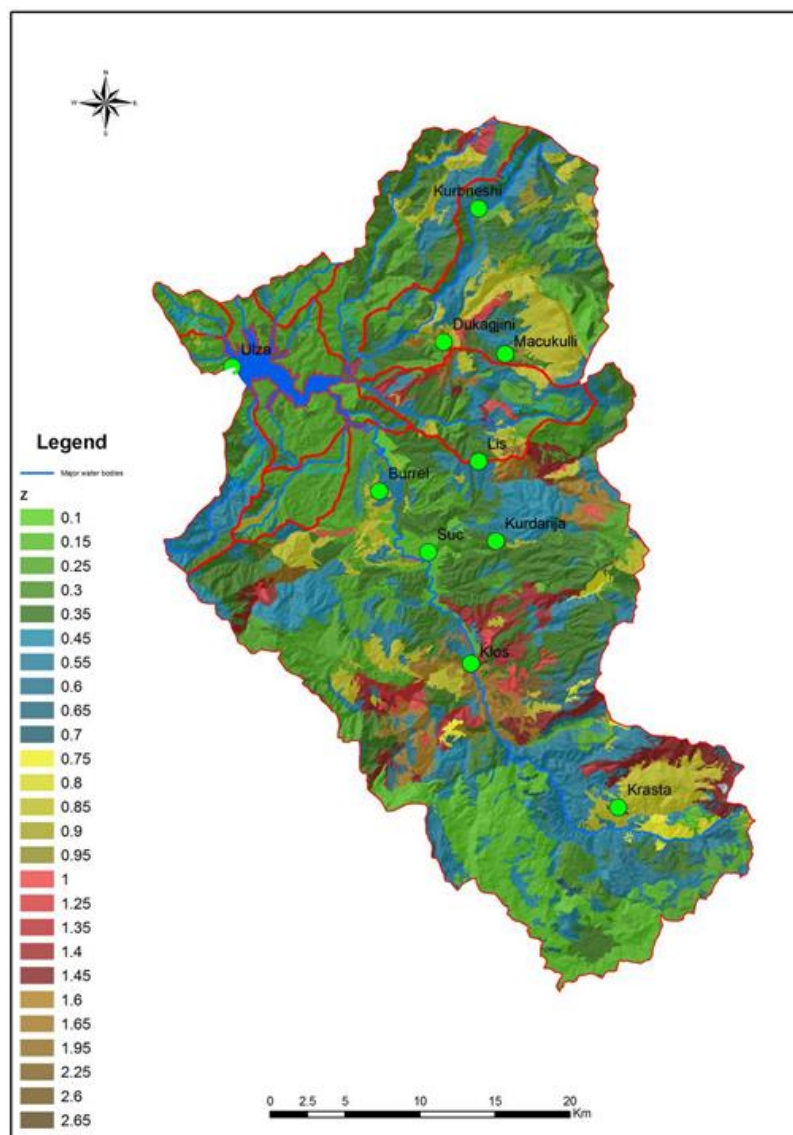 N
W
E
S
Kurbneshi
Dukagjini
Macukulli
Ulza
Legend
Major water bodies
z
0.1
0.15
0.25
0.3
0.35
0.45
0.55
0.6
0.65
0.7
0.75
0.8
0.85
0.9
0.95
1
1.25
1.35
1.4
1.45
1.6
1.65
1.95
2.25
2.6
2.65
Lis
Burrel
Kurdarija
Suc
Klos
Krasta
0 2.5 5 10 15 20
Km